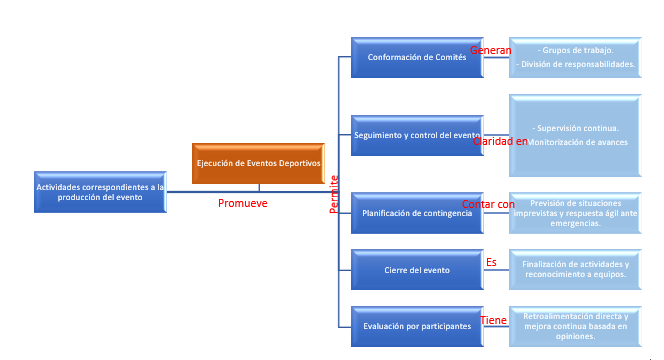 Actividades correspondientes a la
producción del evento
Ejecución de Eventos Deportivos
Promueve
Permite
Conformación de Comités
Generan
- Grupos de trabajo.
- División de responsabilidades.
Seguimiento y control del evento
Claridad en
- Supervisión continua.
Monitorización de avances
Planificación de contingencia
Contar con
Previsión de situaciones
imprevistas y respuesta ágil ante
emergencias.
Cierre del evento
Es
Finalización de actividades y
reconocimiento a equipos.
Evaluación por participantes
Tiene
Retroalimentación directa y
mejora continua basada en
opiniones.